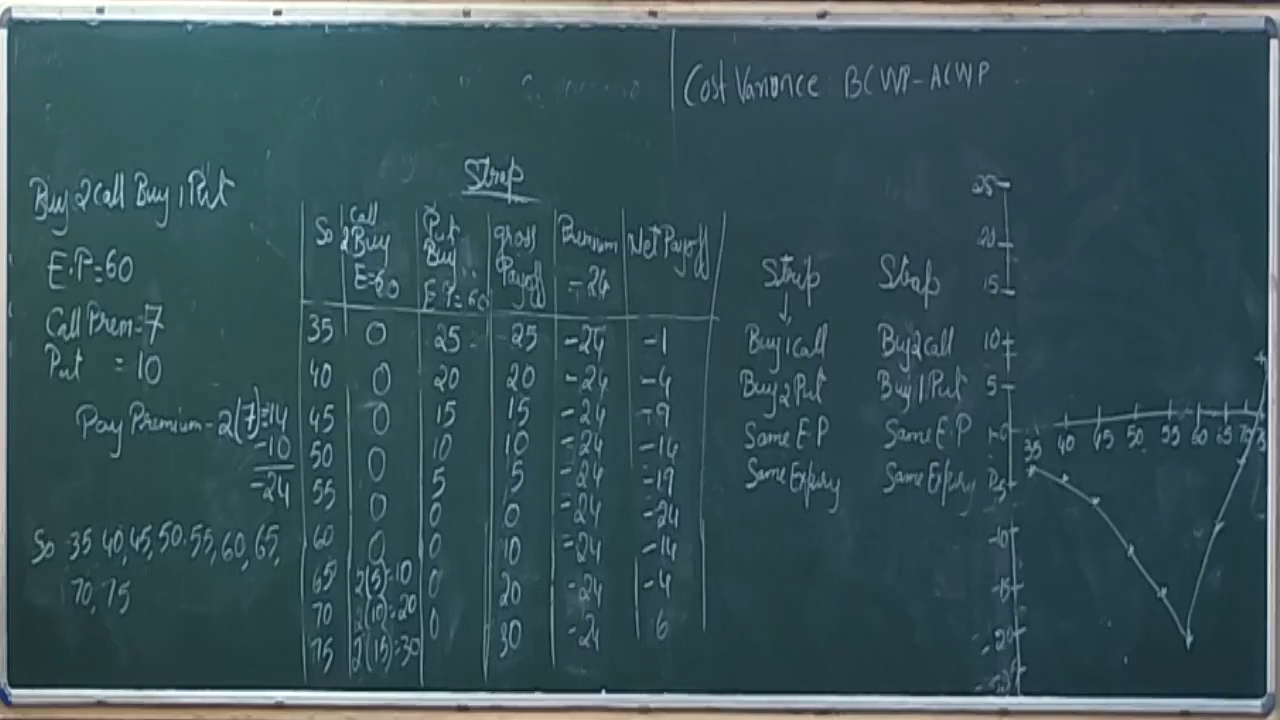 Cost Variance BCWP-ACWP
Buy 2 Call Buy 1 Put
E.P=60
Call Prem=7
Put = 10
Pay Premium-2(7)=14
-10
-24
So 35 40,45,50.55,60,65,
70,75
Strap
So 2 Call Buy E=60 Put Buy E.P=60 Gross Payoff Premium -24 Net Payoff
35 0 25 25 -24 -1
40 0 20 20 -24 -4
45 0 15 15 -24 -9
50 0 10 10 -24 -14
55 0 5 5 -24 -19
60 0 0 0 -24 -24
65 2(5)=10 0 10 -24 -14
70 2(10)=20 0 20 -24 -4
75 2(15)=30 0 30 -24 6
Strip Strap
Buy 1 Call Buy 2 Call
Buy 2 Put Buy 1 Put
Same E P Same E.P
Same Expiry Same Expiry
25
20
15
10
5
35 40 45 50 55 60 65 70 75
-10
-15
-20